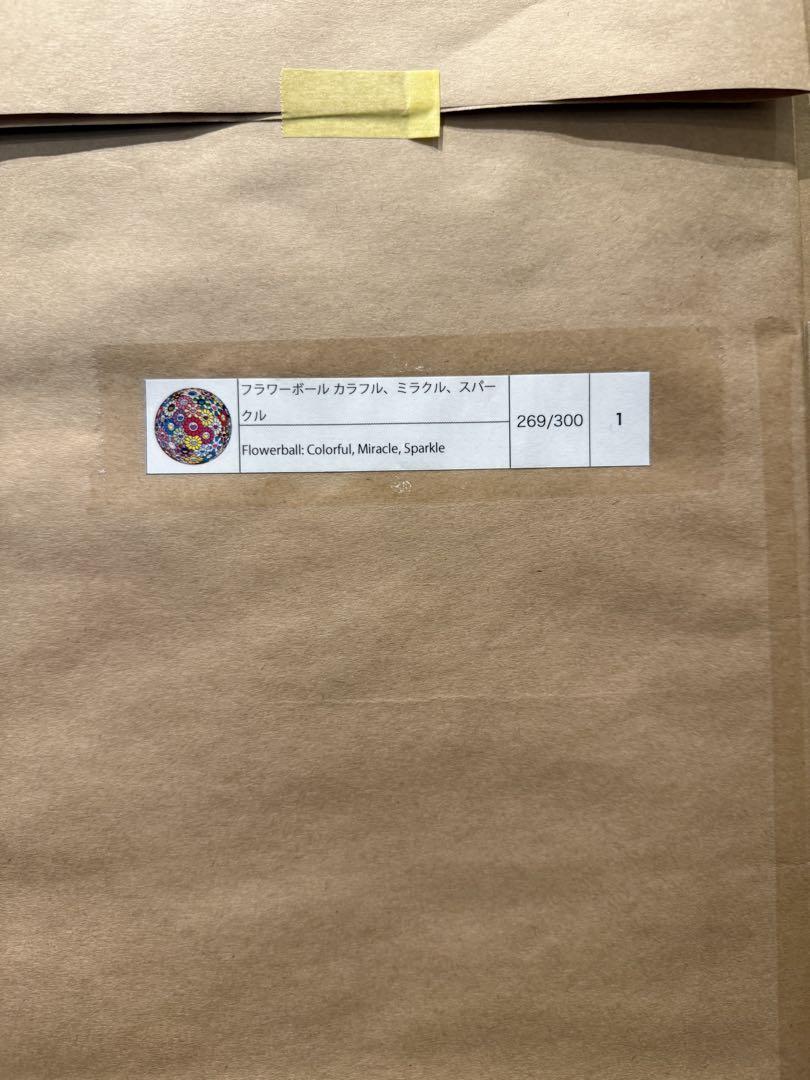 フラワーボール カラフル、ミラクル、スパー
クル
Flowerball: Colorful, Miracle, Sparkle
269/300
1